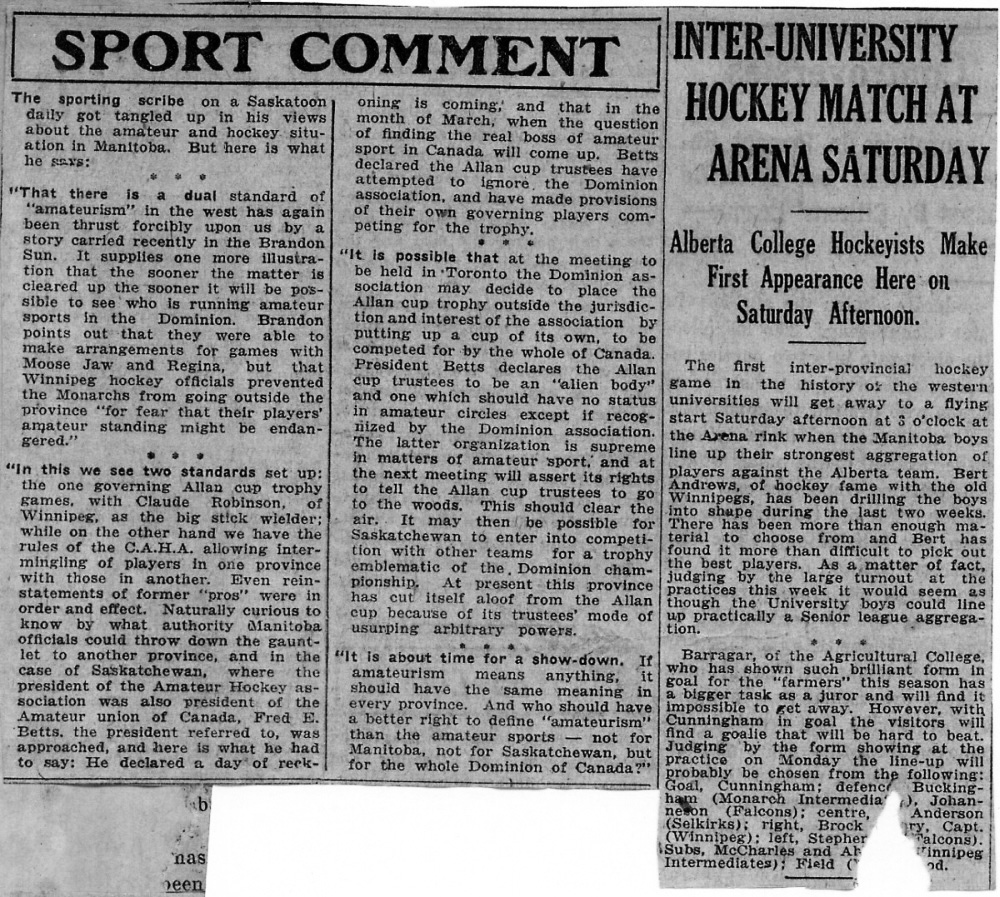 SPORT COMMENT
The sporting scribe on a Saskatoon
daily got tangled up in his views
about the amateur and hockey situ-
ation in Manitoba. But here is what
he says:
* * *
"That there is a dual standard of
"amateurism" in the west has again
been thrust forcibly upon us by a
story carried recently in the Brandon
Sun. It supplies one more illustra-
tion that the sooner the matter is
cleared up the sooner it will be pos-
sible to see who is running amateur
sports in the Dominion. Brandon
points out that they were able to
make arrangements for games with
Moose Jaw and Regina, but that
Winnipeg hockey officials prevented
the Monarchs from going outside the
province "for fear that their players'
amateur standing might be endan-
gered."
* * *
"In this we see two standards set up:
the one governing Allan cup trophy
games, with Claude Robinson, of
Winnipeg, as the big stick wielder;
while on the other hand we have the
rules of the C.A.H.A. allowing inter-
mingling of players in one province
with those in another. Even rein-
statements of former "pros" were in
order and effect. Naturally curious to
know by what authority Manitoba
officials could throw down the gaunt-
let to another province, and in the
case of Saskatchewan, where the
president of the Amateur Hockey as-
sociation was also president of the
Amateur union of Canada, Fred E.
Betts, the president referred to, was
approached, and here is what he had
to say: He declared a day of reck-
oning is coming, and that in the
month of March, when the question
of finding the real boss of amateur
sport in Canada will come up. Betts
declared the Allan cup trustees have
attempted to ignore the Dominion
association, and have made provisions
of their own governing players com-
peting for the trophy.
* * *
"It is possible that at the meeting to
be held in Toronto the Dominion as-
sociation may decide to place the
Allan cup trophy outside the jurisdic-
tion and interest of the association by
putting up a cup of its own, to be
competed for by the whole of Canada.
President Betts declares the Allan
cup trustees to be an "alien body"
and one which should have no status
in amateur circles except if recog-
nized by the Dominion association.
The latter organization is supreme
in matters of amateur sport, and at
the next meeting will assert its rights
to tell the Allan cup trustees to go
to the woods. This should clear the
air. It may then be possible for
Saskatchewan to enter into competi-
tion with other teams for a trophy
emblematic of the Dominion cham-
pionship. At present this province
has cut itself aloof from the Allan
cup because of its trustees' mode of
usurping arbitrary powers.
* * *
"It is about time for a show-down. If
amateurism means anything, it
should have the same meaning in
every province. And who should have
a better right to define "amateurism"
than the amateur sports — not for
Manitoba, not for Saskatchewan, but
for the whole Dominion of Canada?"
INTER-UNIVERSITY
HOCKEY MATCH AT
ARENA SATURDAY
Alberta College Hockeyists Make
First Appearance Here on
Saturday Afternoon.
The first inter-provincial hockey
game in the history of the western
universities will get away to a flying
start Saturday afternoon at 3 o'clock at
the Arena rink when the Manitoba boys
line up their strongest aggregation of
players against the Alberta team. Bert
Andrews, of hockey fame with the old
Winnipegs, has been drilling the boys
into shape during the last two weeks.
There has been more than enough ma-
terial to choose from and Bert has
found it more than difficult to pick out
the best players. As a matter of fact,
judging by the large turnout at the
practices this week it would seem as
though the University boys could line
up practically a Senior league aggrega-
tion.
* * *
Barragar, of the Agricultural College,
who has shown such brilliant form in
goal for the "farmers" this season has
a bigger task as a juror and will find it
impossible to get away. However, with
Cunningham in goal the visitors will
find a goalie that will be hard to beat.
Judging by the form showing at the
practice on Monday the line-up will
probably be chosen from the following:
Goal, Cunningham; defence Bucking-
ham (Monarch Intermedia ), Johan-
neson (Falcons); centre, Anderson
(Selkirks); right, Brock ry, Capt.
(Winnipeg); left, Stephen alcons).
Subs, McCharles and innipeg
Intermediates); Field ( od.
b
nas
een